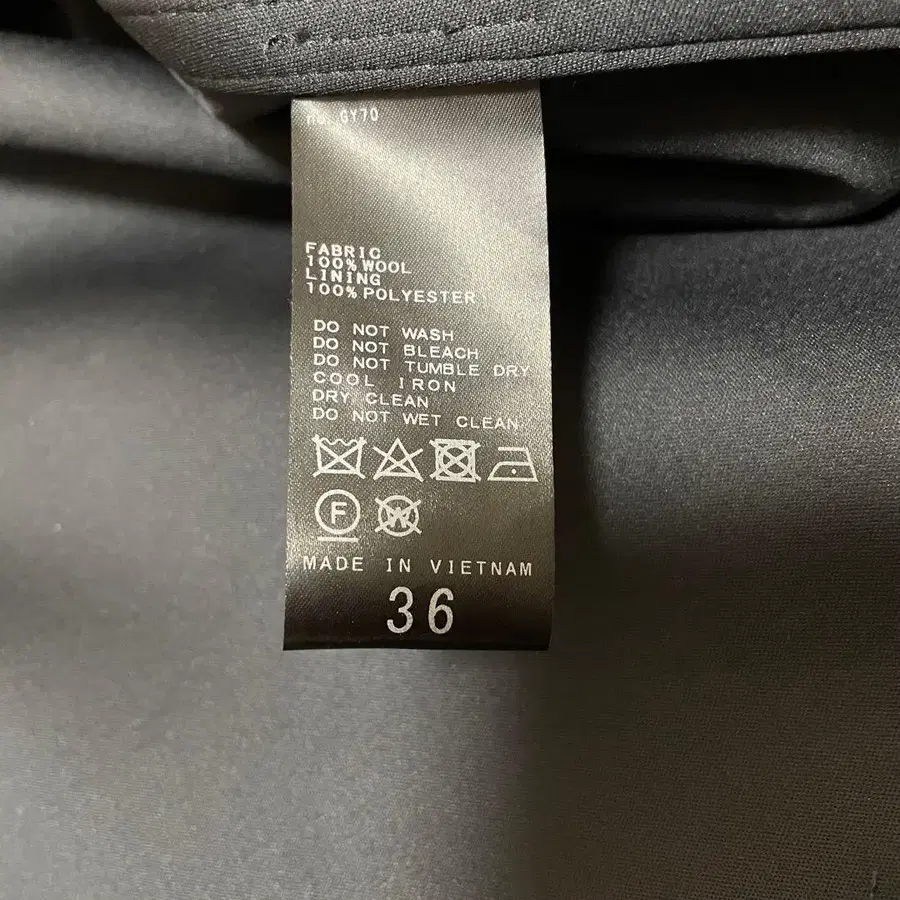 GY70
FABRIC
100% WOOL
LINING
100% POLYESTER
DO NOT WASH
DO NOT BLEACH
DO NOT TUMBLE DRY
COOL IRON
DRY CLEAN
DO NOT WET CLEAN
F
W
MADE IN VIETNAM
36